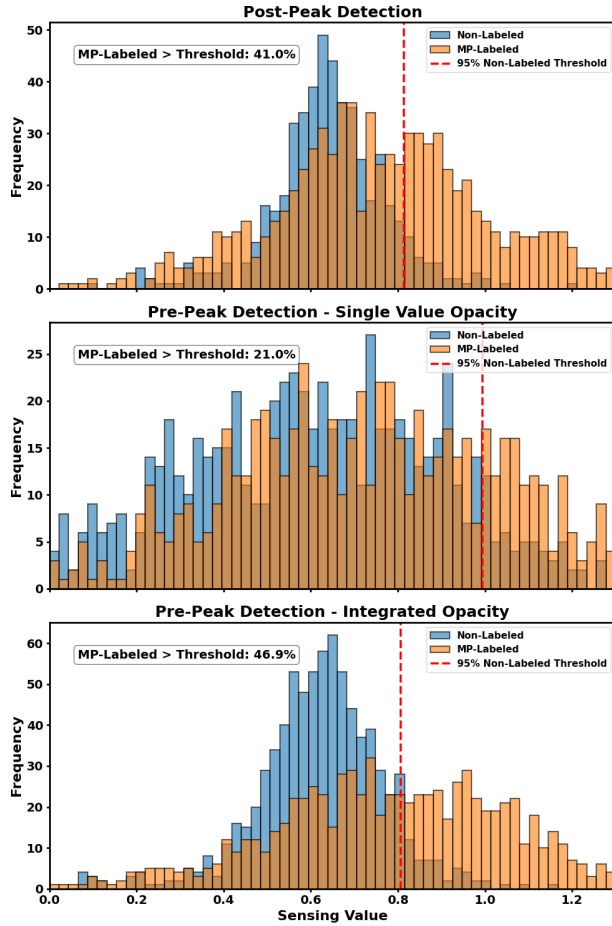 Post-Peak Detection
MP-Labeled > Threshold: 41.0%
Non-Labeled
MP-Labeled
95% Non-Labeled Threshold
Frequency
50
40
30
20
10
0
Pre-Peak Detection - Single Value Opacity
MP-Labeled > Threshold: 21.0%
Non-Labeled
MP-Labeled
95% Non-Labeled Threshold
Frequency
25
20
15
10
5
0
Pre-Peak Detection - Integrated Opacity
MP-Labeled > Threshold: 46.9%
Non-Labeled
MP-Labeled
95% Non-Labeled Threshold
Frequency
60
50
40
30
20
10
0
0.0 0.2 0.4 0.6 0.8 1.0 1.2
Sensing Value